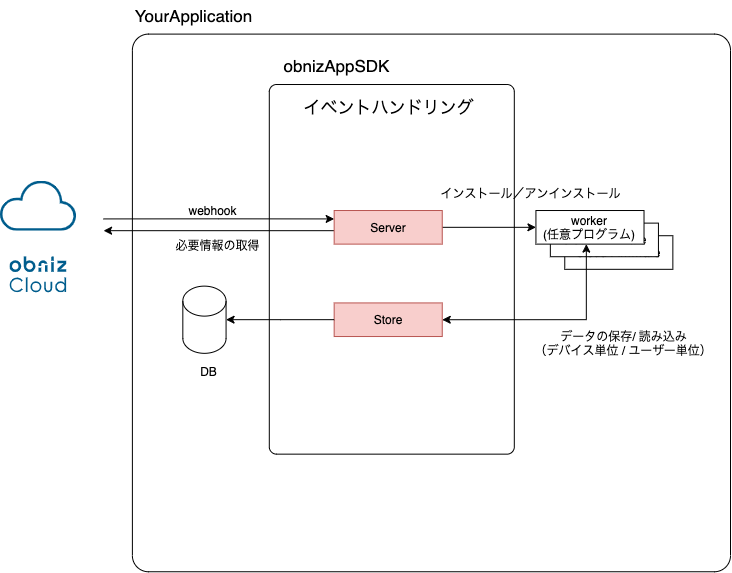 YourApplication
obnizAppSDK
イベントハンドリング
インストール／アンインストール
webhook
Server
worker
(任意プログラム)
必要情報の取得
obniz
Cloud
Store
データの保存/ 読み込み
（デバイス単位 / ユーザー単位）
DB